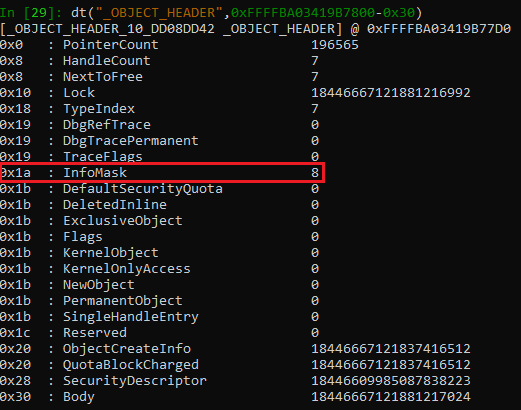 In [29]: dt("_OBJECT_HEADER",0xFFFFBA03419B7800-0x30)
[_OBJECT_HEADER_10_DD08DD42 _OBJECT_HEADER] @ 0xFFFFBA03419B77D0
0x0 : PointerCount 196565
0x8 : HandleCount 7
0x8 : NextToFree 7
0x10 : Lock 18446667121881216992
0x18 : TypeIndex 7
0x19 : DbgRefTrace 0
0x19 : DbgTracePermanent 0
0x19 : TraceFlags 0
0x1a : InfoMask 8
0x1b : DefaultSecurityQuota 0
0x1b : DeletedInline 0
0x1b : ExclusiveObject 0
0x1b : Flags 0
0x1b : KernelObject 0
0x1b : KernelOnlyAccess 0
0x1b : NewObject 0
0x1b : PermanentObject 0
0x1b : SingleHandleEntry 0
0x1c : Reserved 0
0x20 : ObjectCreateInfo 18446667121837416512
0x20 : QuotaBlockCharged 18446667121837416512
0x28 : SecurityDescriptor 18446609985087838223
0x30 : Body 18446667121881217024